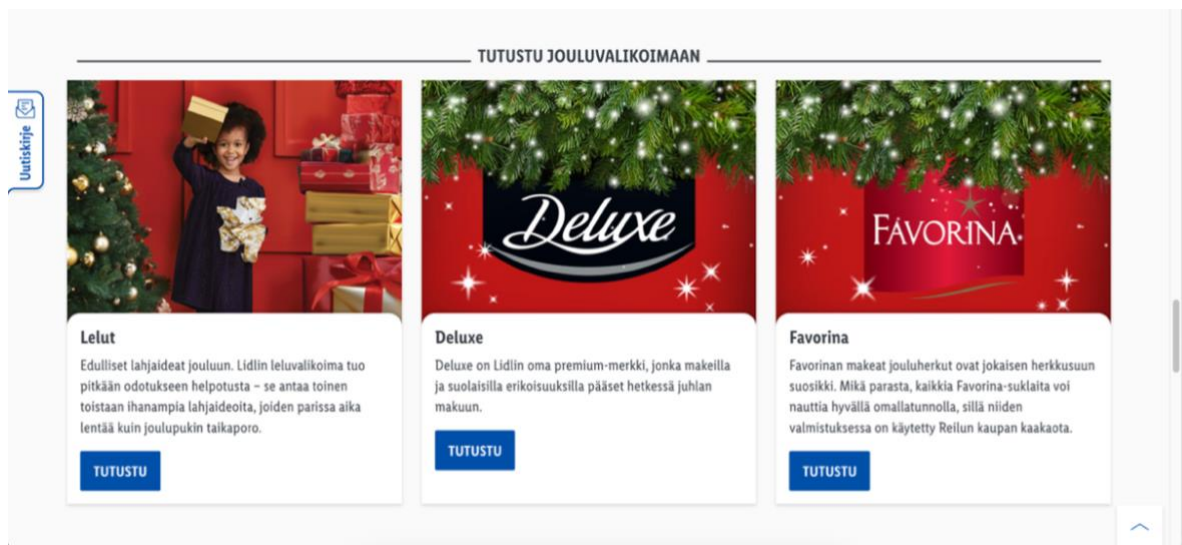 TUTUSTU JOULUVALIKOIMAAN
Uutiskirje
Deluxe
FAVORINA
Lelut
Edulliset lahjaideat jouluun. Lidlin leluvalikoima tuo
pitkään odotukseen helpotusta – se antaa toinen
toistaan ihanampia lahjaideoita, joiden parissa aika
lentää kuin joulupukin taikaporo.
TUTUSTU
Deluxe
Deluxe on Lidlin oma premium-merkki, jonka makeilla
ja suolaisilla erikoisuuksilla pääset hetkessä juhlan
makuun.
TUTUSTU
Favorina
Favorinan makeat jouluherkut ovat jokaisen herkkusuun
suosikki. Mikä parasta, kaikkia Favorina-suklaita voi
nauttia hyvällä omallatunnolla, sillä niiden
valmistuksessa on käytetty Reilun kaupan kaakaota.
TUTUSTU